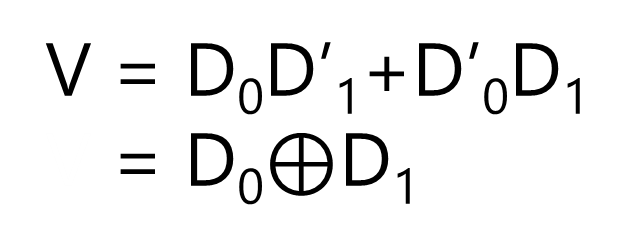 V = D₀D′₁+D′₀D₁
= D₀⊕D₁